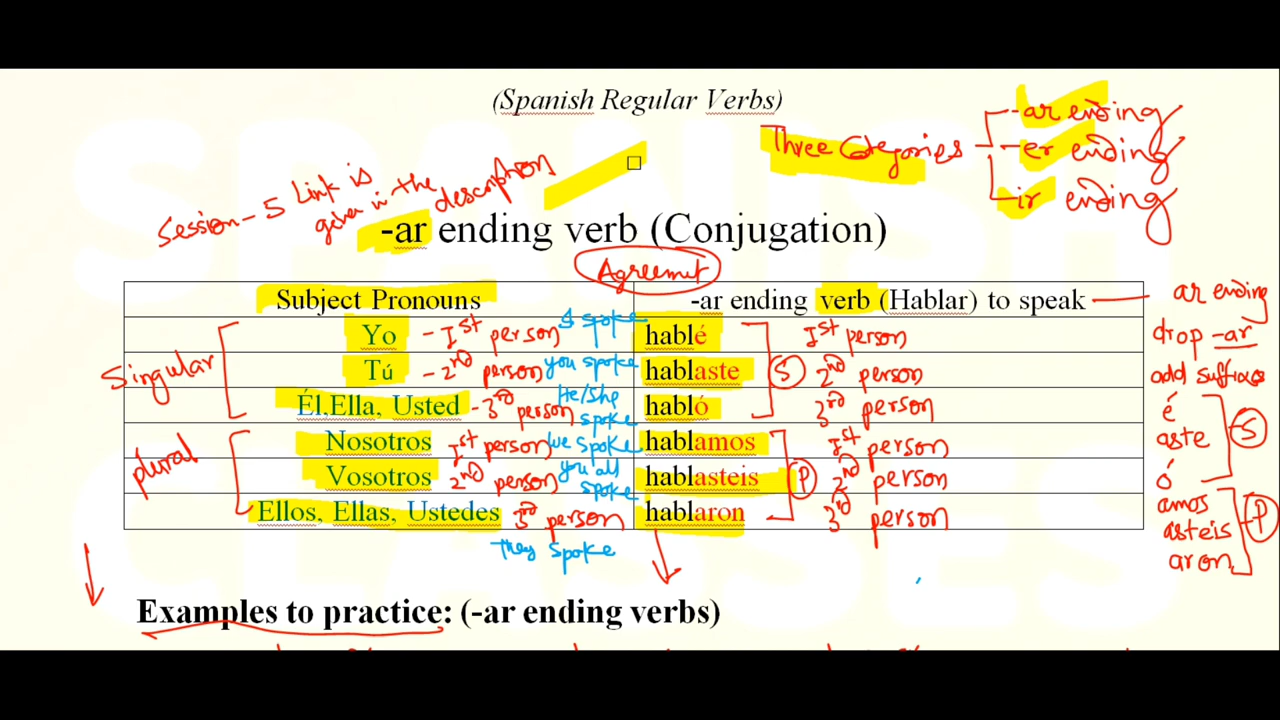 (Spanish Regular Verbs)
Three Categories
-ar ending
-er ending
-ir ending
Session-5 Link is
given in the description
-ar ending verb (Conjugation)
Agreement
Subject Pronouns -ar ending verb (Hablar) to speak ar ending
Singular
Yo - Ist person I spoke hablé Ist person
Tú - 2nd person you spoke hablaste S 2nd person
Él,Ella, Usted - 3rd person He/She spoke habló 3rd person
plural
Nosotros Ist person we spoke hablamos Ist person
Vosotros 2nd person you all spoke hablasteis P 2nd person
Ellos, Ellas, Ustedes 3rd person hablaron 3rd person
they spoke
drop -ar
add suffixes
é
aste S
ó
amos
asteis P
aron
Examples to practice: (-ar ending verbs)